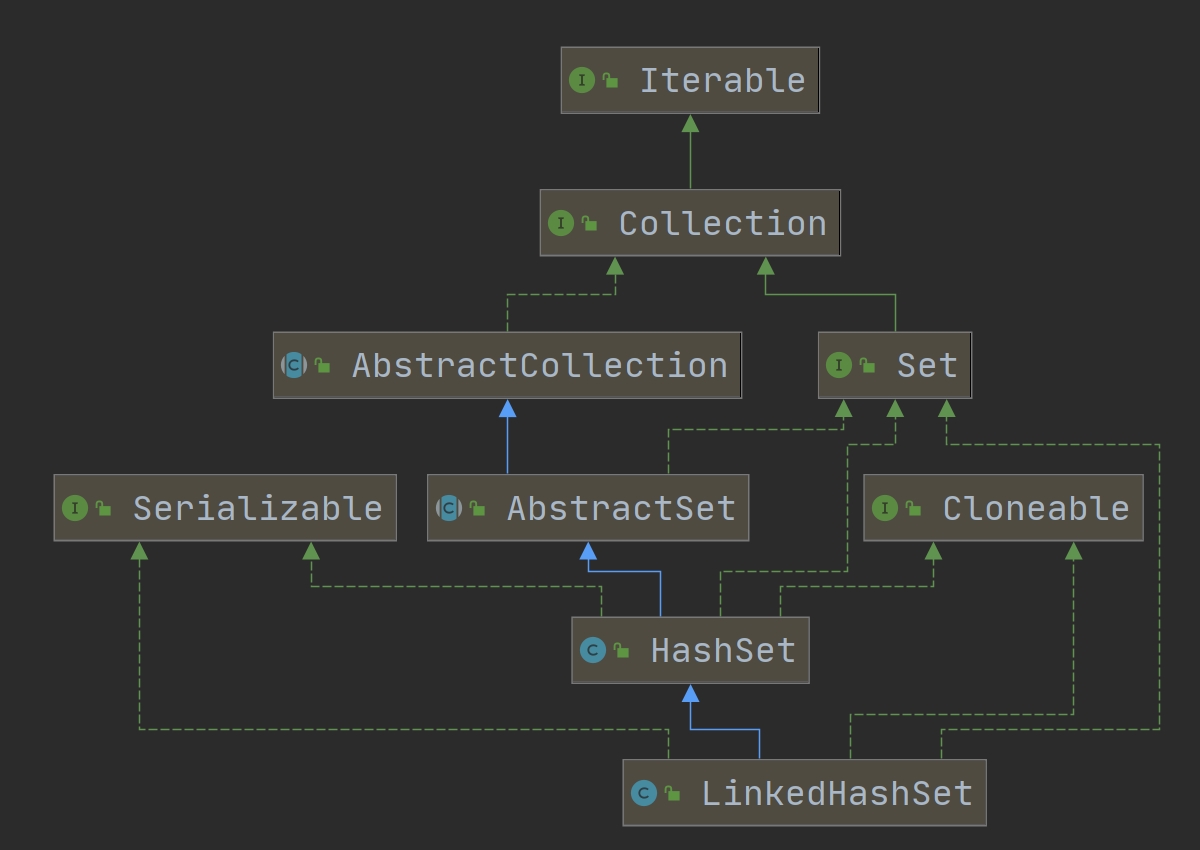 I Iterable
I Collection
C AbstractCollection
I Set
I Serializable
C AbstractSet
I Cloneable
C HashSet
C LinkedHashSet